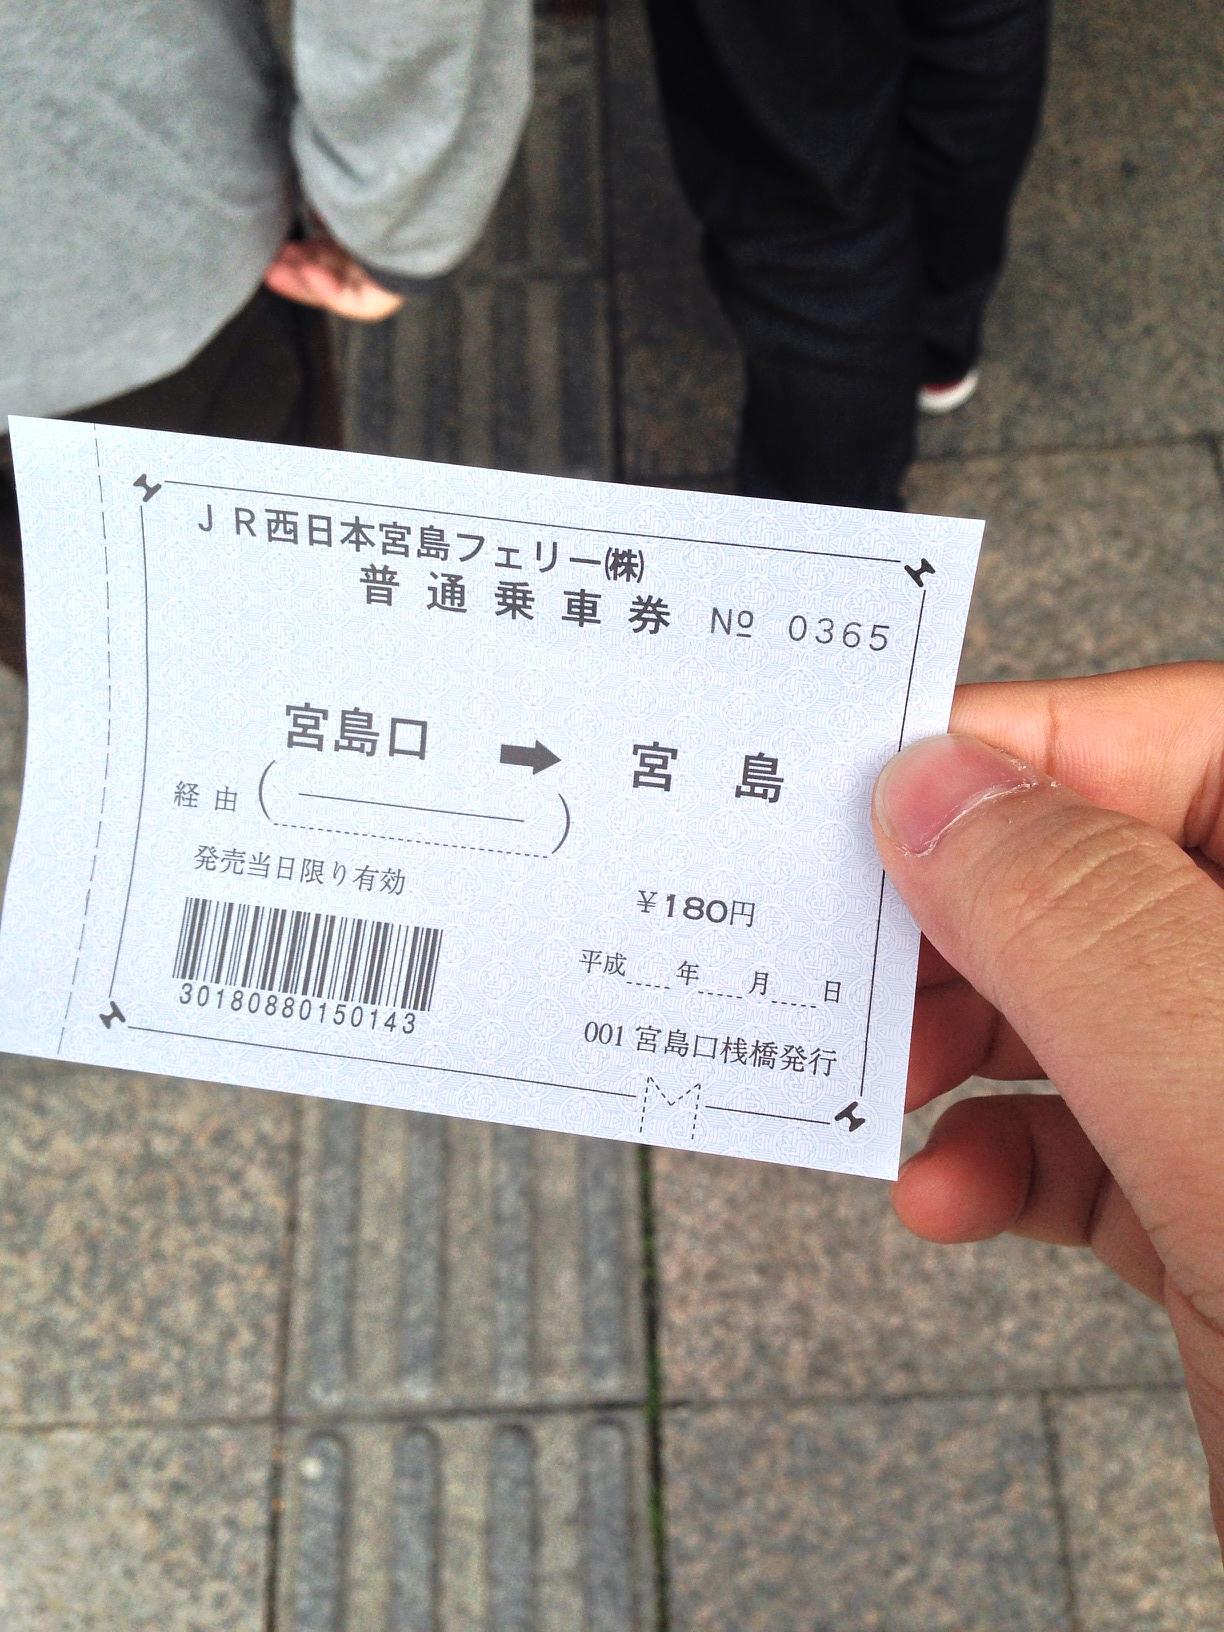 JR西日本宮島フェリー㈱
普通乗車券 № 0365
宮島口 ➡ 宮島
経由 ( ――― )
発売当日限り有効
¥180円
平成 年 月 日
30180880150143
001 宮島口桟橋発行